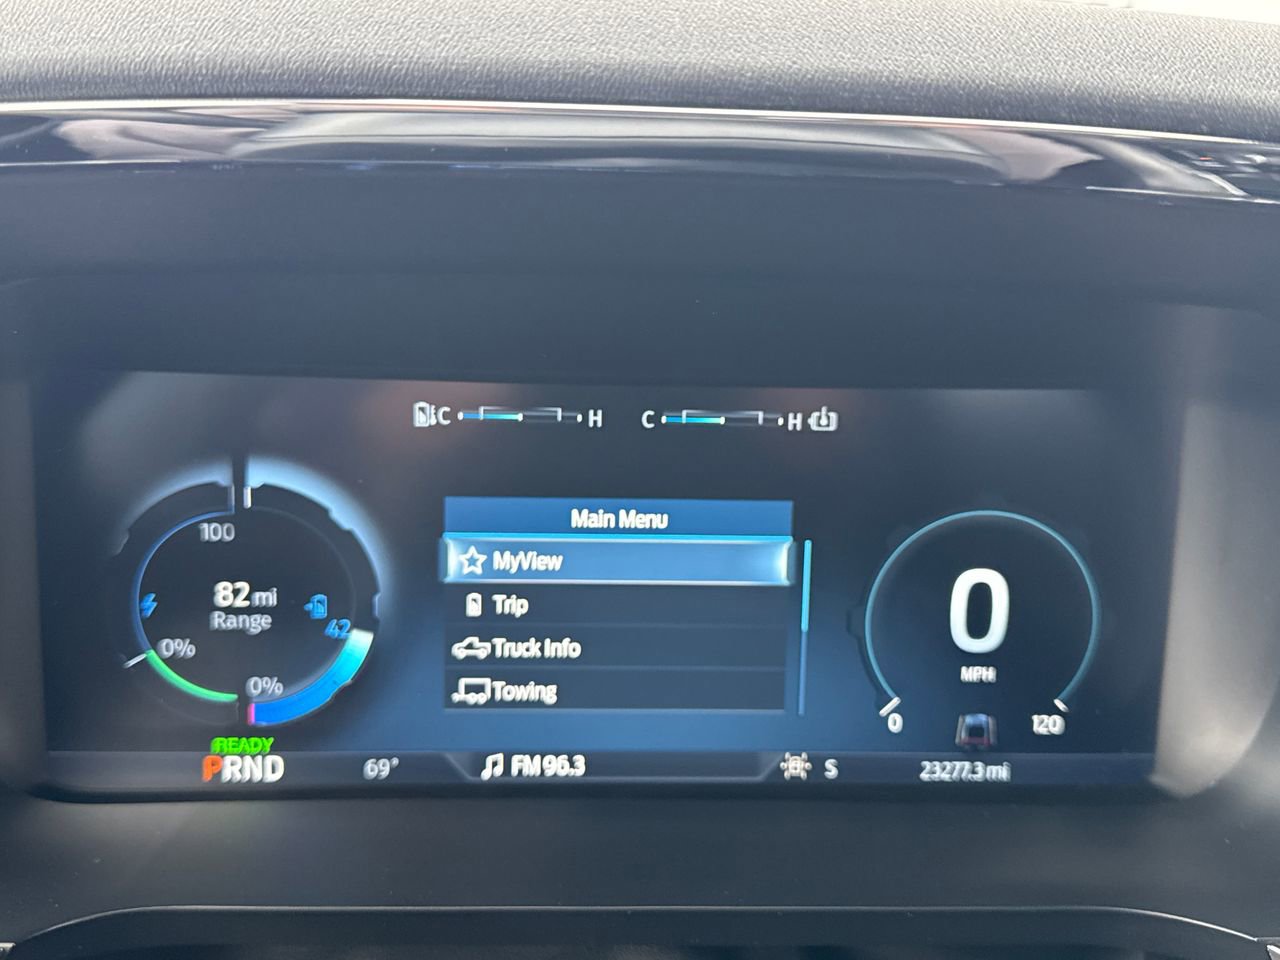 C H C H
Main Menu
MyView
Trip
Truck Info
Towing
100
82 mi
Range
42
0%
0%
READY
PRND
69°
FM 96.3
S
0
MPH
0
120
23277.3 mi